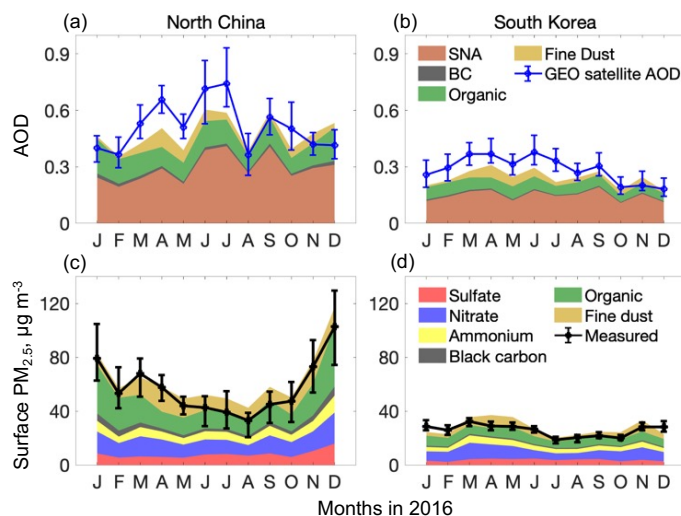 (a) North China
(b) South Korea
AOD
0.9
0.6
0.3
0
J F M A M J J A S O N D
0.9
0.6
0.3
0
SNA
BC
Organic
Fine Dust
GEO satellite AOD
J F M A M J J A S O N D
(c)
Surface PM2.5, μg m-3
120
80
40
0
J F M A M J J A S O N D
(d)
120
80
40
0
Sulfate
Nitrate
Ammonium
Black carbon
Organic
Fine dust
Measured
J F M A M J J A S O N D
Months in 2016